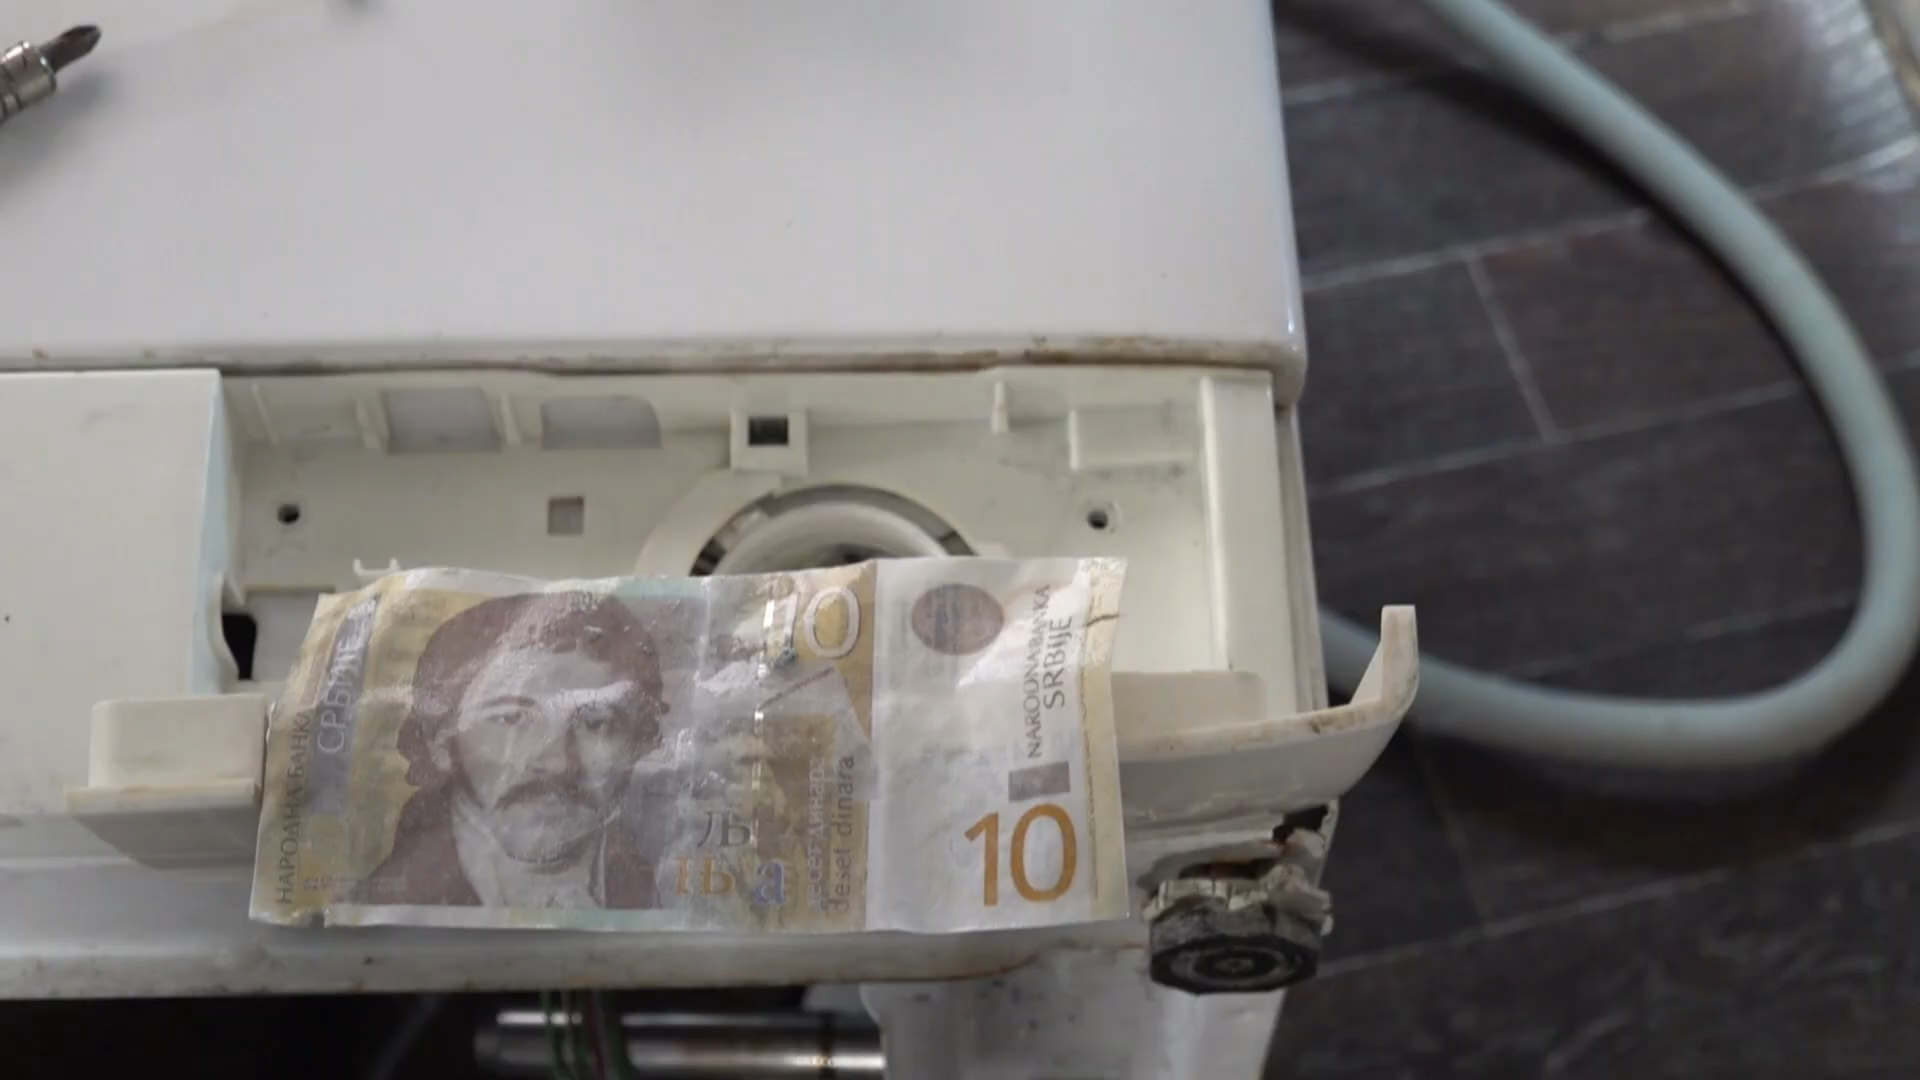 НАРОДНА БАНКА
СРБИЈЕ
10
десет динара
deset dinara
NARODNA BANKA
SRBIJE
10